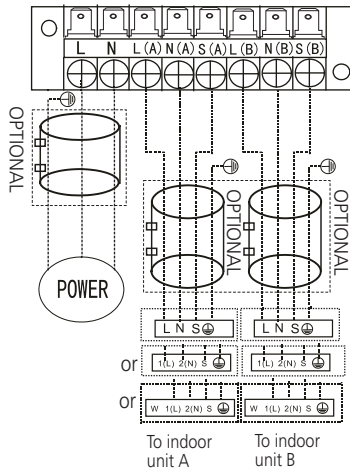 L N L (A) N (A) S (A) L (B) N (B) S (B)
OPTIONAL
OPTIONAL
OPTIONAL
POWER
L N S
L N S
or 1(L) 2(N) S
1(L) 2(N) S
or W 1(L) 2(N) S
W 1(L) 2(N) S
To indoor
unit A
To indoor
unit B